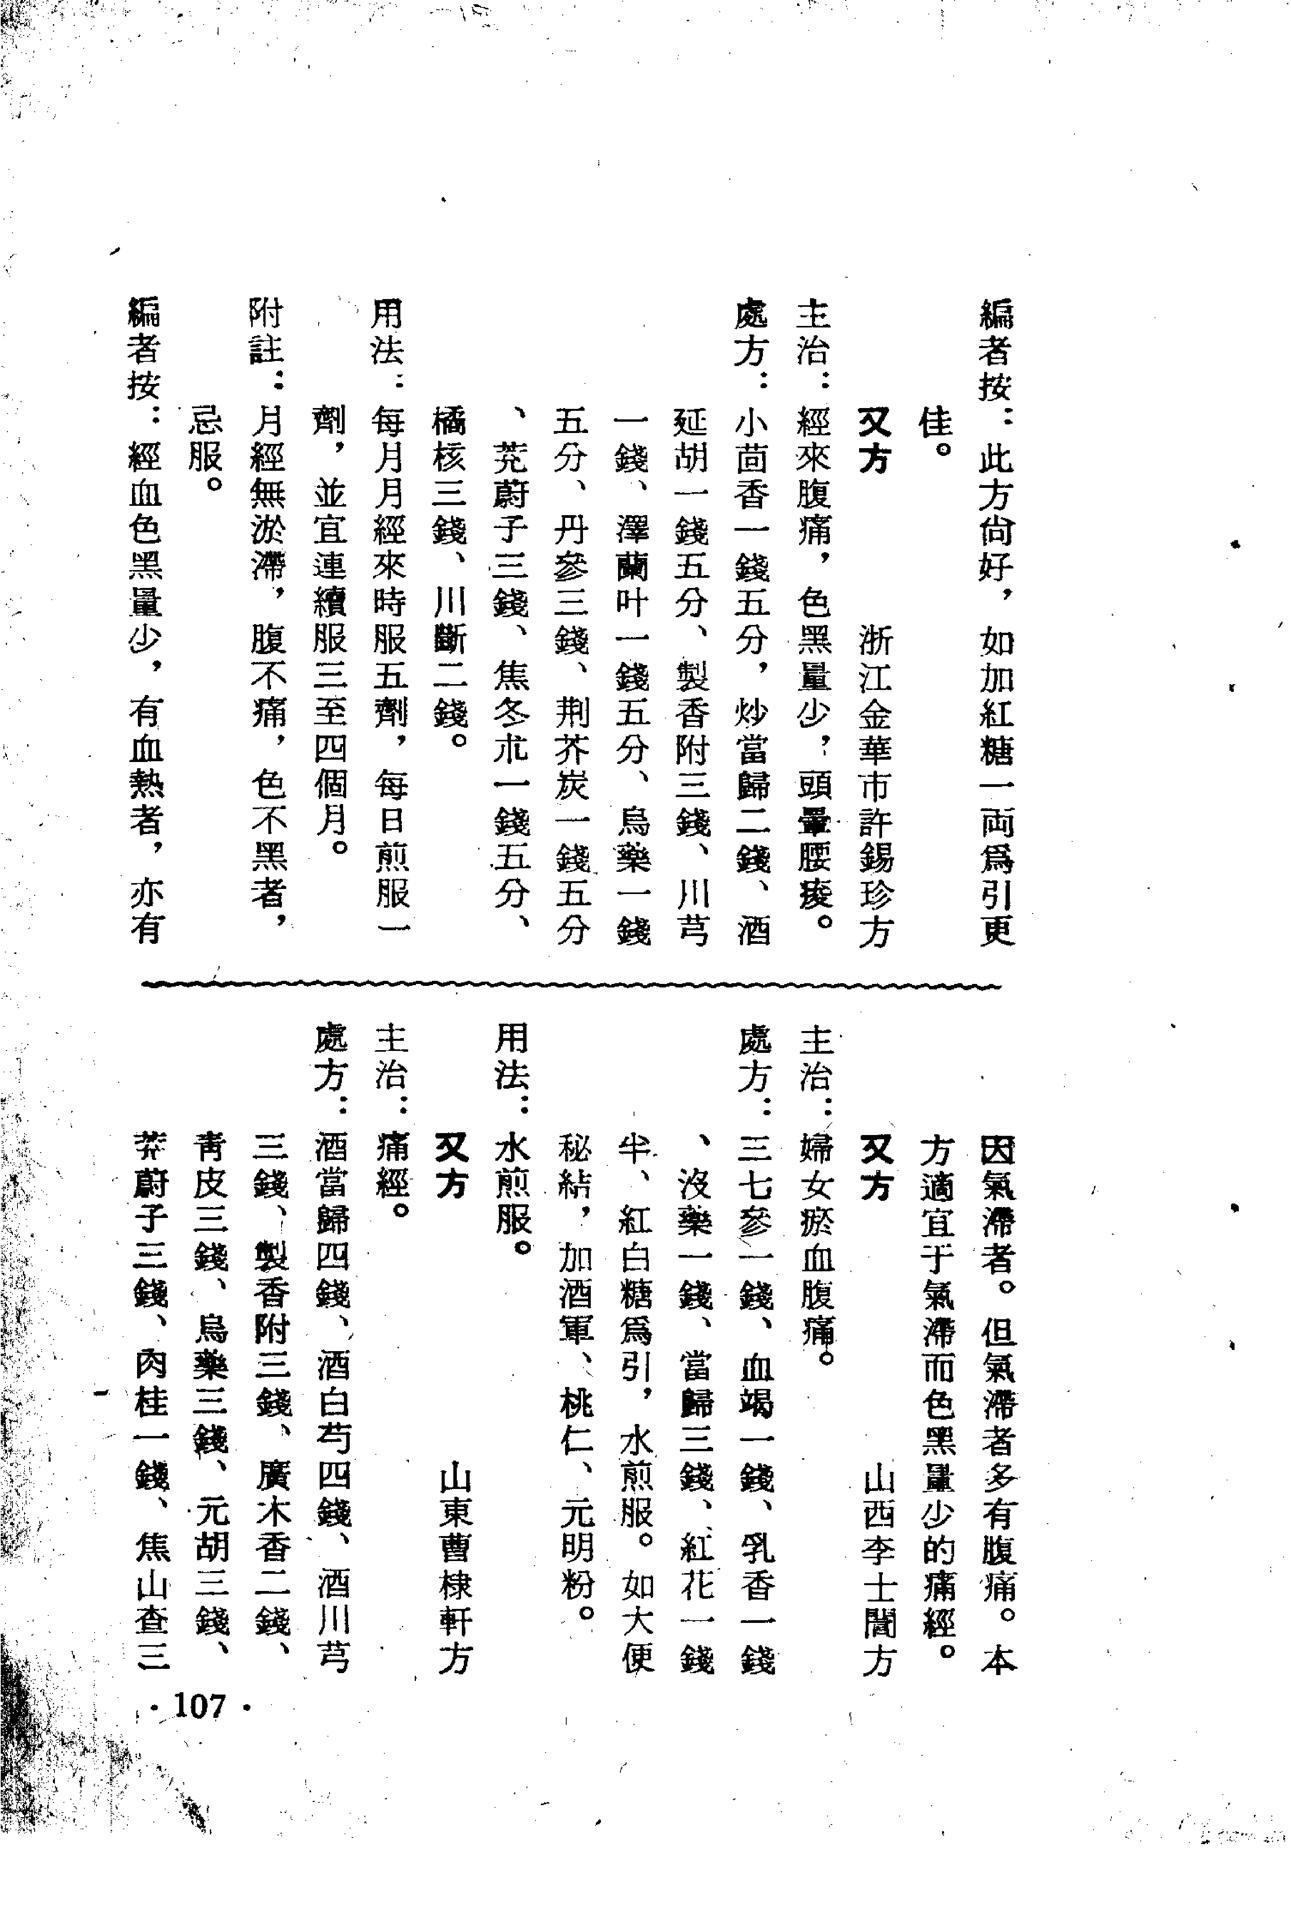 編者按：此方尙好，如加紅糖一両爲引更
佳。
又方　浙江金華市許錫珍方
主治：經來腹痛，色黑量少，頭暈腰痠。
處方：小茴香一錢五分，炒當歸二錢、酒
延胡一錢五分、製香附三錢、川芎
一錢、澤蘭叶一錢五分、烏藥一錢
五分、丹參三錢、荆芥炭一錢五分
、茺蔚子三錢、焦冬朮一錢五分、
橘核三錢、川斷二錢。
用法：每月月經來時服五劑，每日煎服一
劑，並宜連續服三至四個月。
附註：月經無淤滯，腹不痛，色不黑者，
忌服。
編者按：經血色黑量少，有血熱者，亦有
因氣滯者。但氣滯者多有腹痛。本
方適宜于氣滯而色黑量少的痛經。
又方　山西李士誾方
主治：婦女瘀血腹痛。
處方：三七參一錢、血竭一錢、乳香一錢
、沒藥一錢、當歸三錢、紅花一錢
半、紅白糖爲引，水煎服。如大便
秘結，加酒軍、桃仁、元明粉。
用法：水煎服。
又方　山東曹棣軒方
主治：痛經。
處方：酒當歸四錢、酒白芍四錢、酒川芎
三錢、製香附三錢、廣木香二錢、
靑皮三錢、烏藥三錢、元胡三錢、
茺蔚子三錢、肉桂一錢、焦山查三
· 107 ·